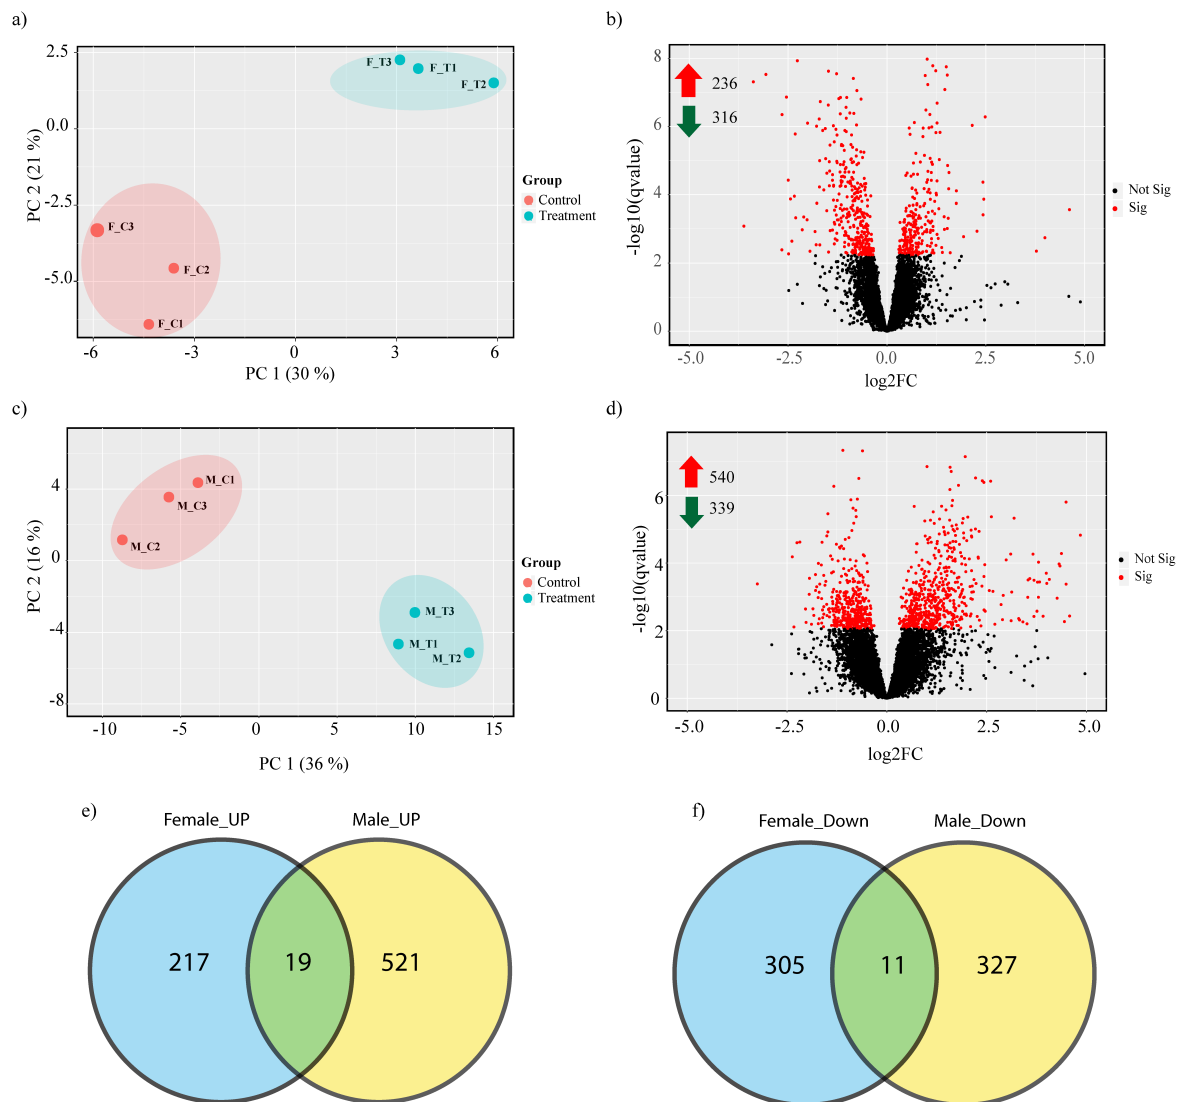 a)
2.5
0.0
-2.5
-5.0
PC 2 (21 %)
F_T3
F_T1
F_T2
F_C3
F_C2
F_C1
-6
-3
0
3
6
PC 1 (30 %)
Group
Control
Treatment
b)
8
6
4
2
0
-log10(qvalue)
236
316
-5.0
-2.5
0.0
2.5
5.0
log2FC
Not Sig
Sig
c)
4
0
-4
-8
PC 2 (16 %)
M_C1
M_C3
M_C2
M_T3
M_T1
M_T2
-10
-5
0
5
10
15
PC 1 (36 %)
Group
Control
Treatment
d)
6
4
2
0
-log10(qvalue)
540
339
-5.0
-2.5
0.0
2.5
5.0
log2FC
Not Sig
Sig
e)
Female_UP
Male_UP
217
19
521
f)
Female_Down
Male_Down
305
11
327